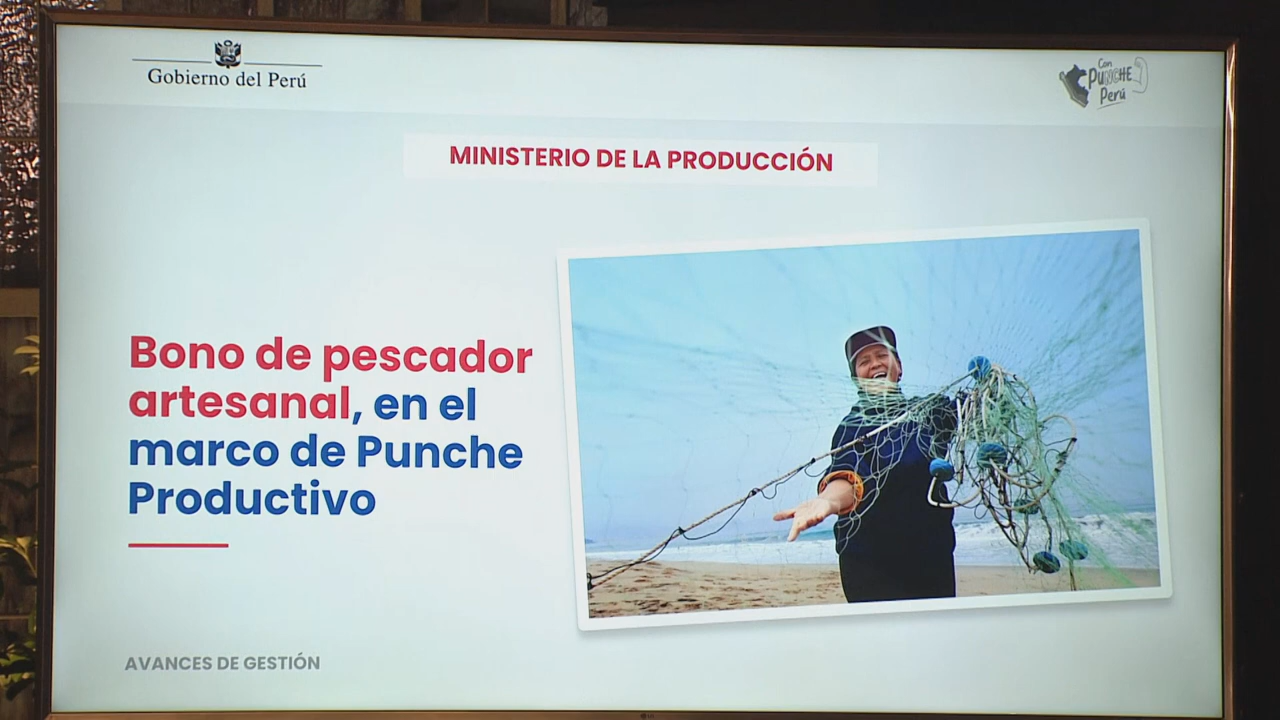 Gobierno del Perú
Con
PUNCHE
Perú
MINISTERIO DE LA PRODUCCIÓN
Bono de pescador
artesanal, en el
marco de Punche
Productivo
AVANCES DE GESTIÓN